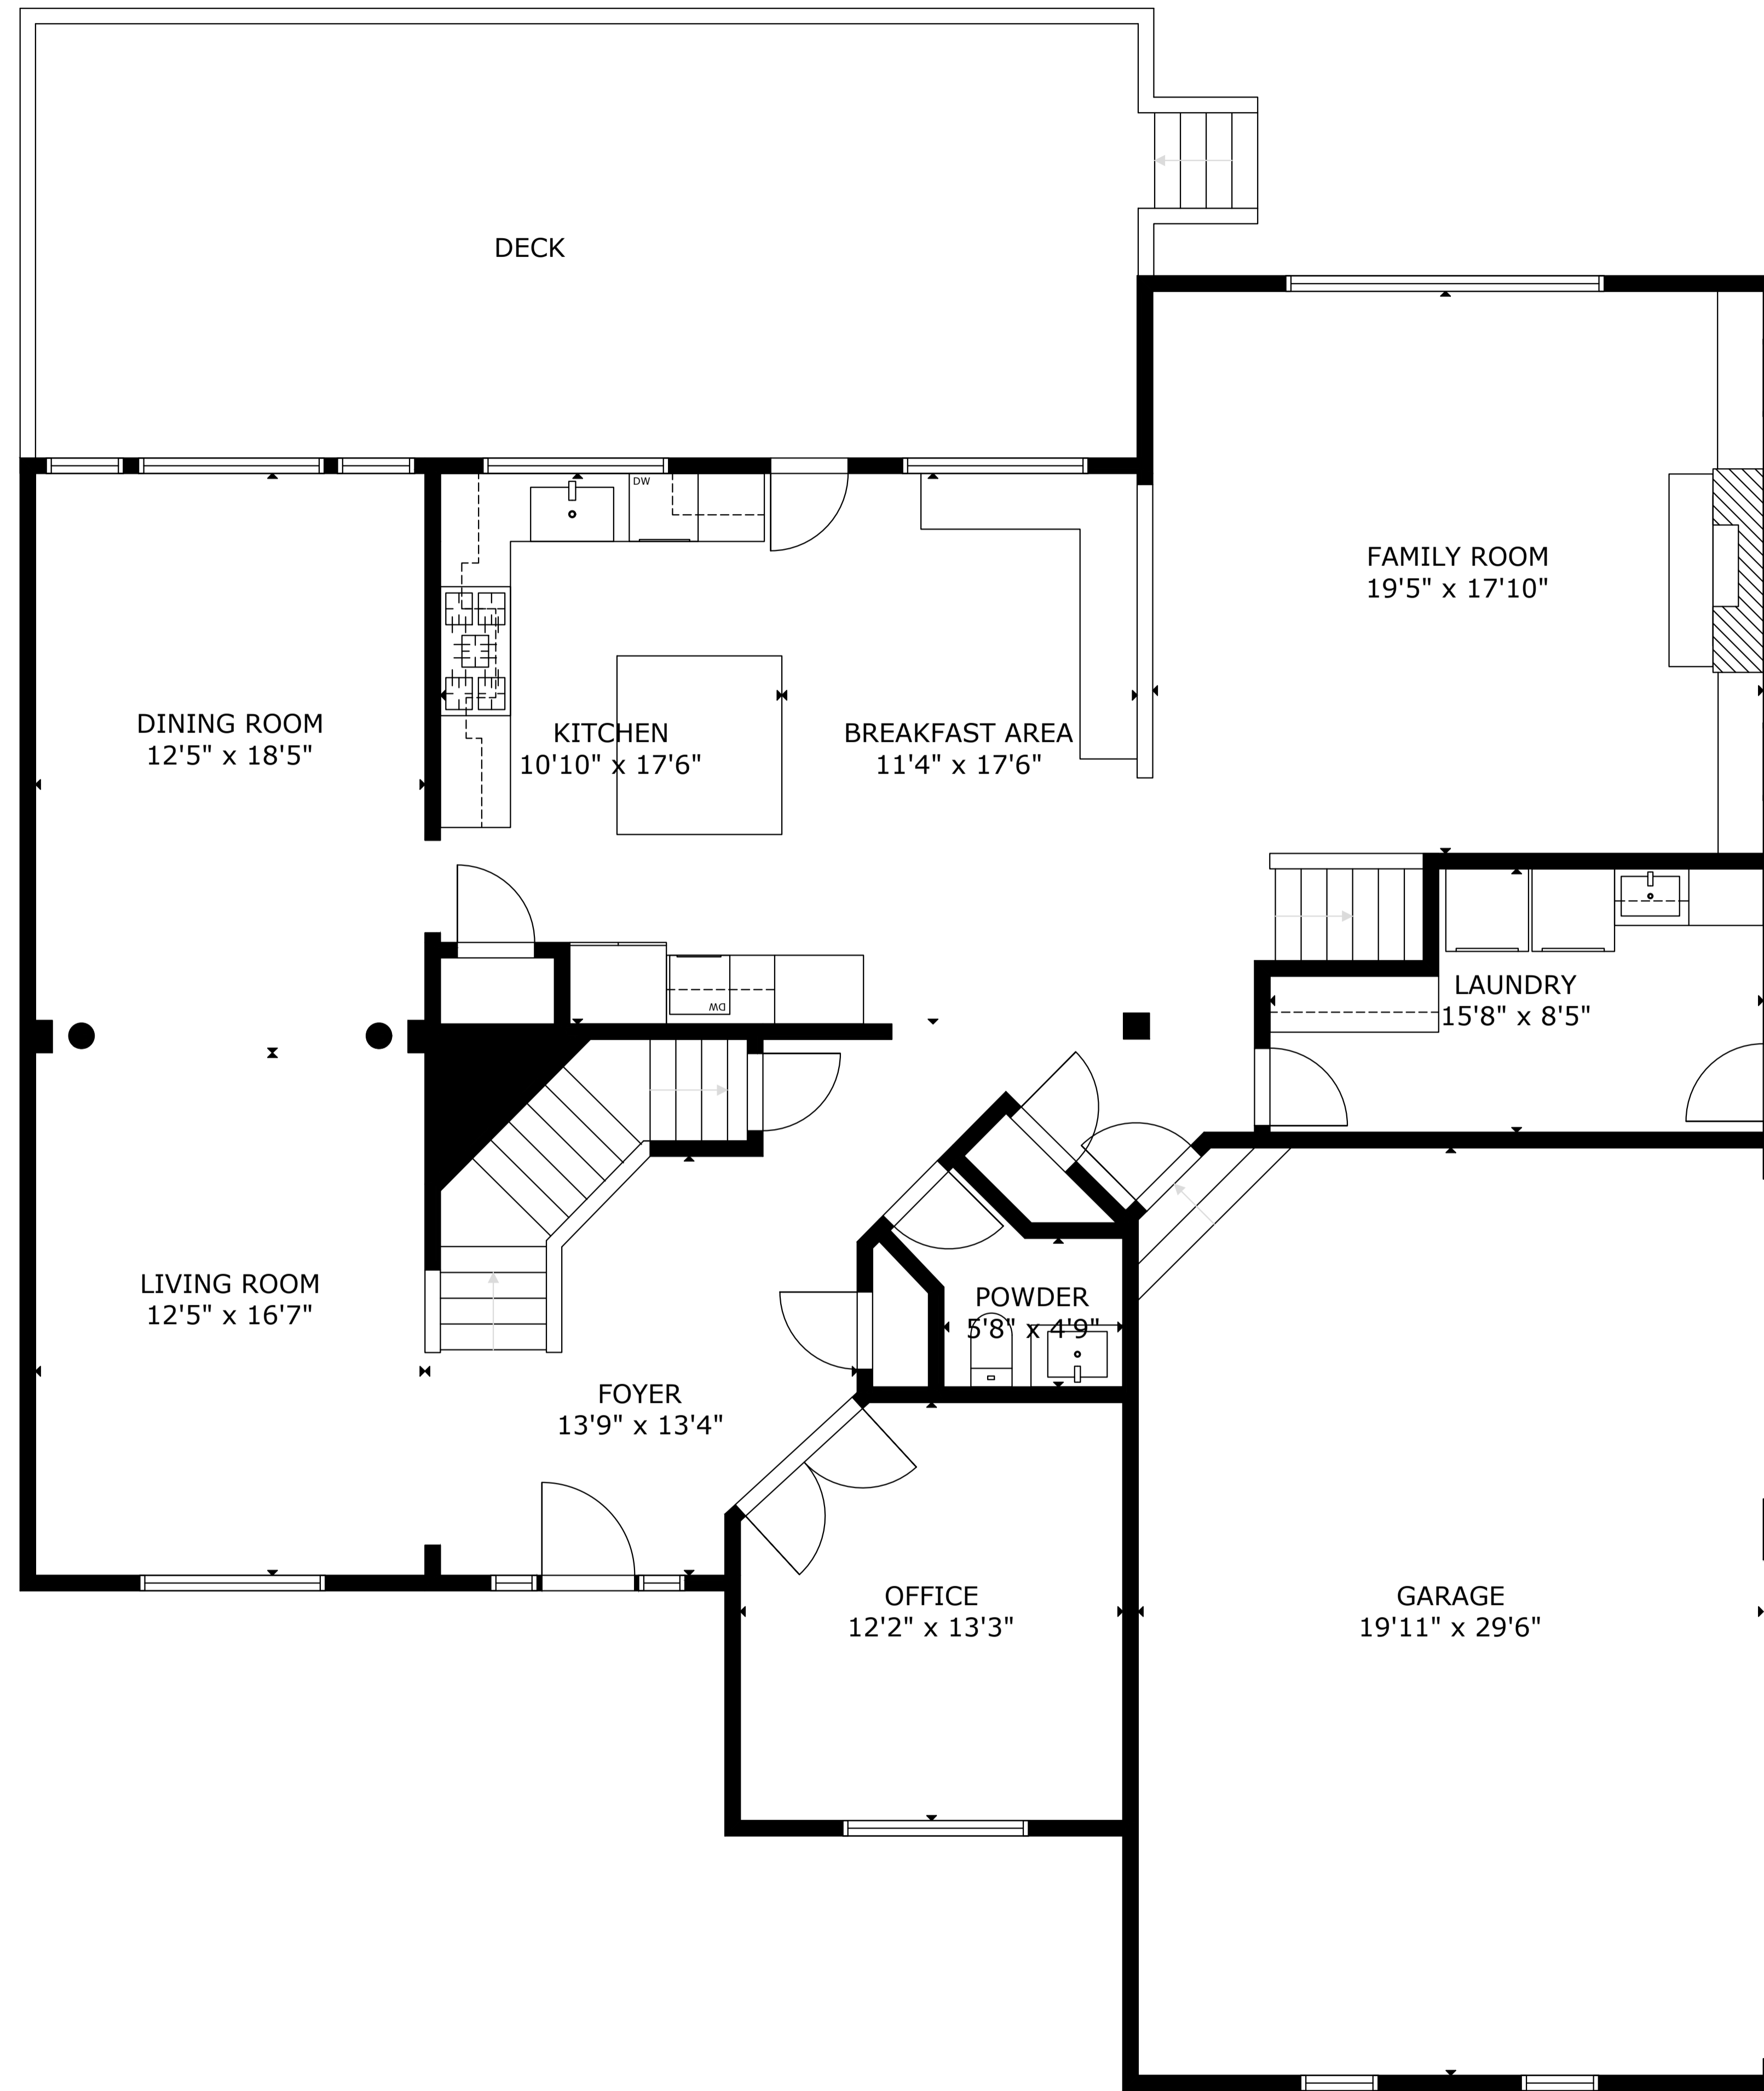 DECK
DW
FAMILY ROOM
19'5" x 17'10"
DINING ROOM
12'5" x 18'5"
KITCHEN
10'10" x 17'6"
BREAKFAST AREA
11'4" x 17'6"
LAUNDRY
15'8" x 8'5"
DW
LIVING ROOM
12'5" x 16'7"
POWDER
5'8" x 4'9"
FOYER
13'9" x 13'4"
OFFICE
12'2" x 13'3"
GARAGE
19'11" x 29'6"